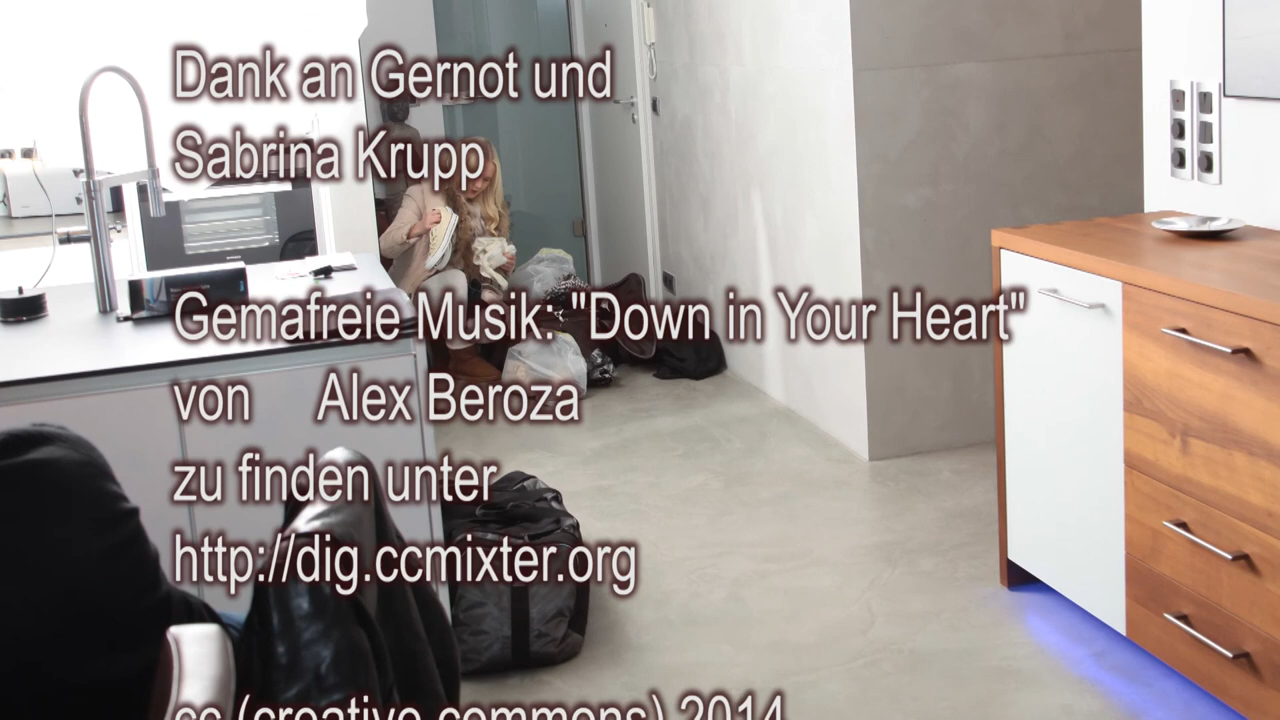 Dank an Gernot und
Sabrina Krupp
Gemafreie Musik: "Down in Your Heart"
von Alex Beroza
zu finden unter
http://dig.ccmixter.org
cc (creative commons) 2014